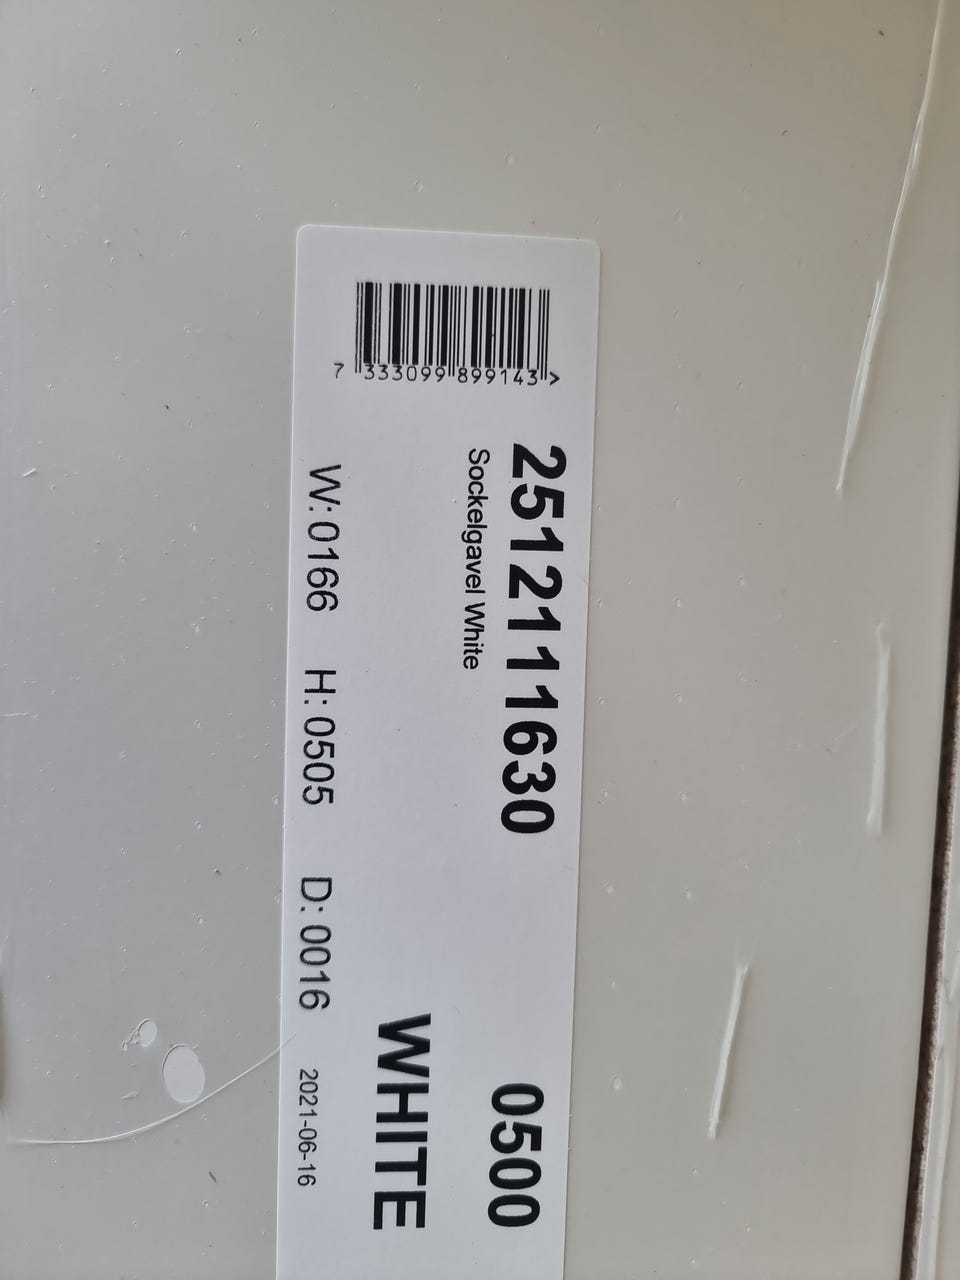 7 333099 899143 >
2512111630 0500
Sockelgavel White
WHITE
W: 0166 H: 0505 D: 0016 2021-06-16